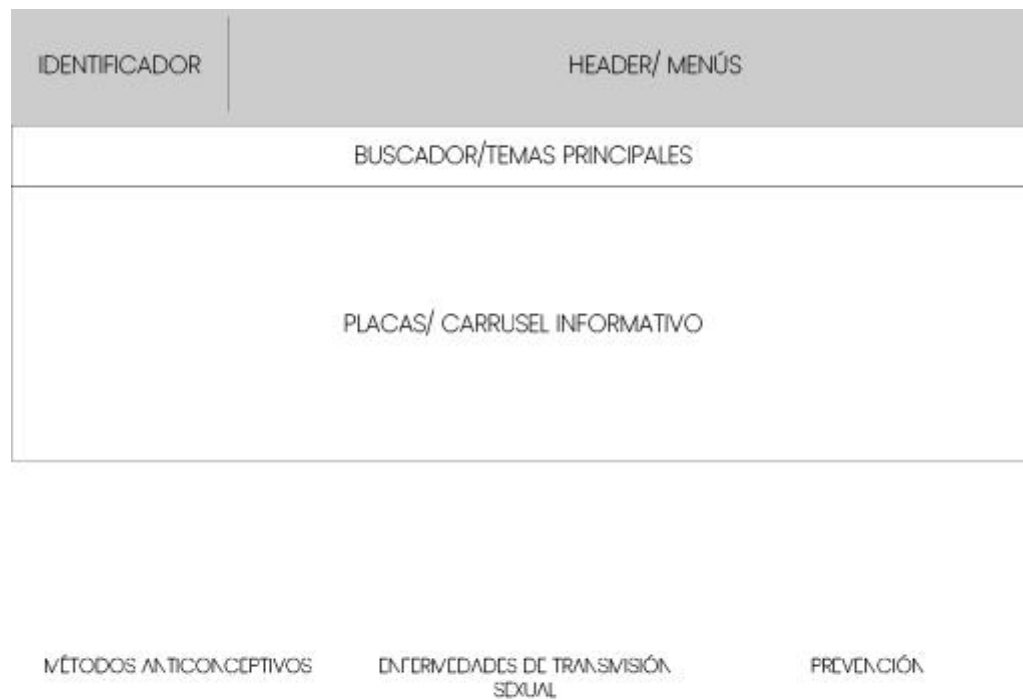 IDENTIFICADOR
HEADER/ MENÚS
BUSCADOR/TEMAS PRINCIPALES
PLACAS/ CARRUSEL INFORMATIVO
MÉTODOS ANTICONCEPTIVOS
ENFERMEDADES DE TRANSMISIÓN
SEXUAL
PREVENCIÓN